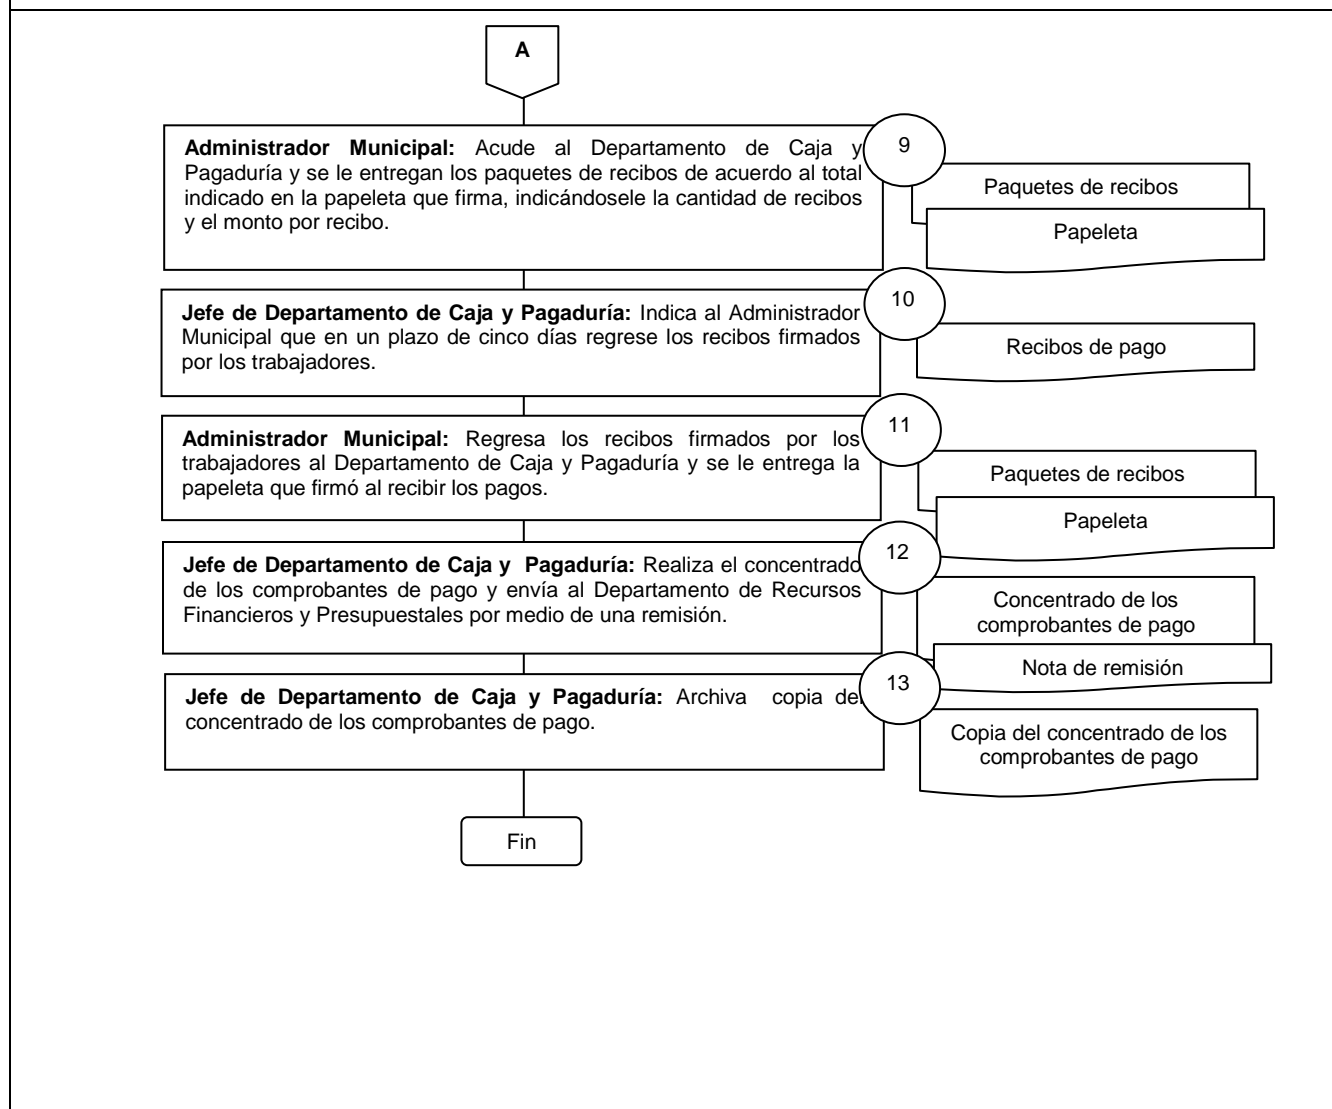 A
Administrador Municipal: Acude al Departamento de Caja y
Pagaduría y se le entregan los paquetes de recibos de acuerdo al total
indicado en la papeleta que firma, indicándosele la cantidad de recibos
y el monto por recibo.
9
Paquetes de recibos
Papeleta
Jefe de Departamento de Caja y Pagaduría: Indica al Administrador
Municipal que en un plazo de cinco días regrese los recibos firmados
por los trabajadores.
10
Recibos de pago
Administrador Municipal: Regresa los recibos firmados por los
trabajadores al Departamento de Caja y Pagaduría y se le entrega la
papeleta que firmó al recibir los pagos.
11
Paquetes de recibos
Papeleta
Jefe de Departamento de Caja y Pagaduría: Realiza el concentrado
de los comprobantes de pago y envía al Departamento de Recursos
Financieros y Presupuestales por medio de una remisión.
12
Concentrado de los
comprobantes de pago
Nota de remisión
Jefe de Departamento de Caja y Pagaduría: Archiva copia del
concentrado de los comprobantes de pago.
13
Copia del concentrado de los
comprobantes de pago
Fin